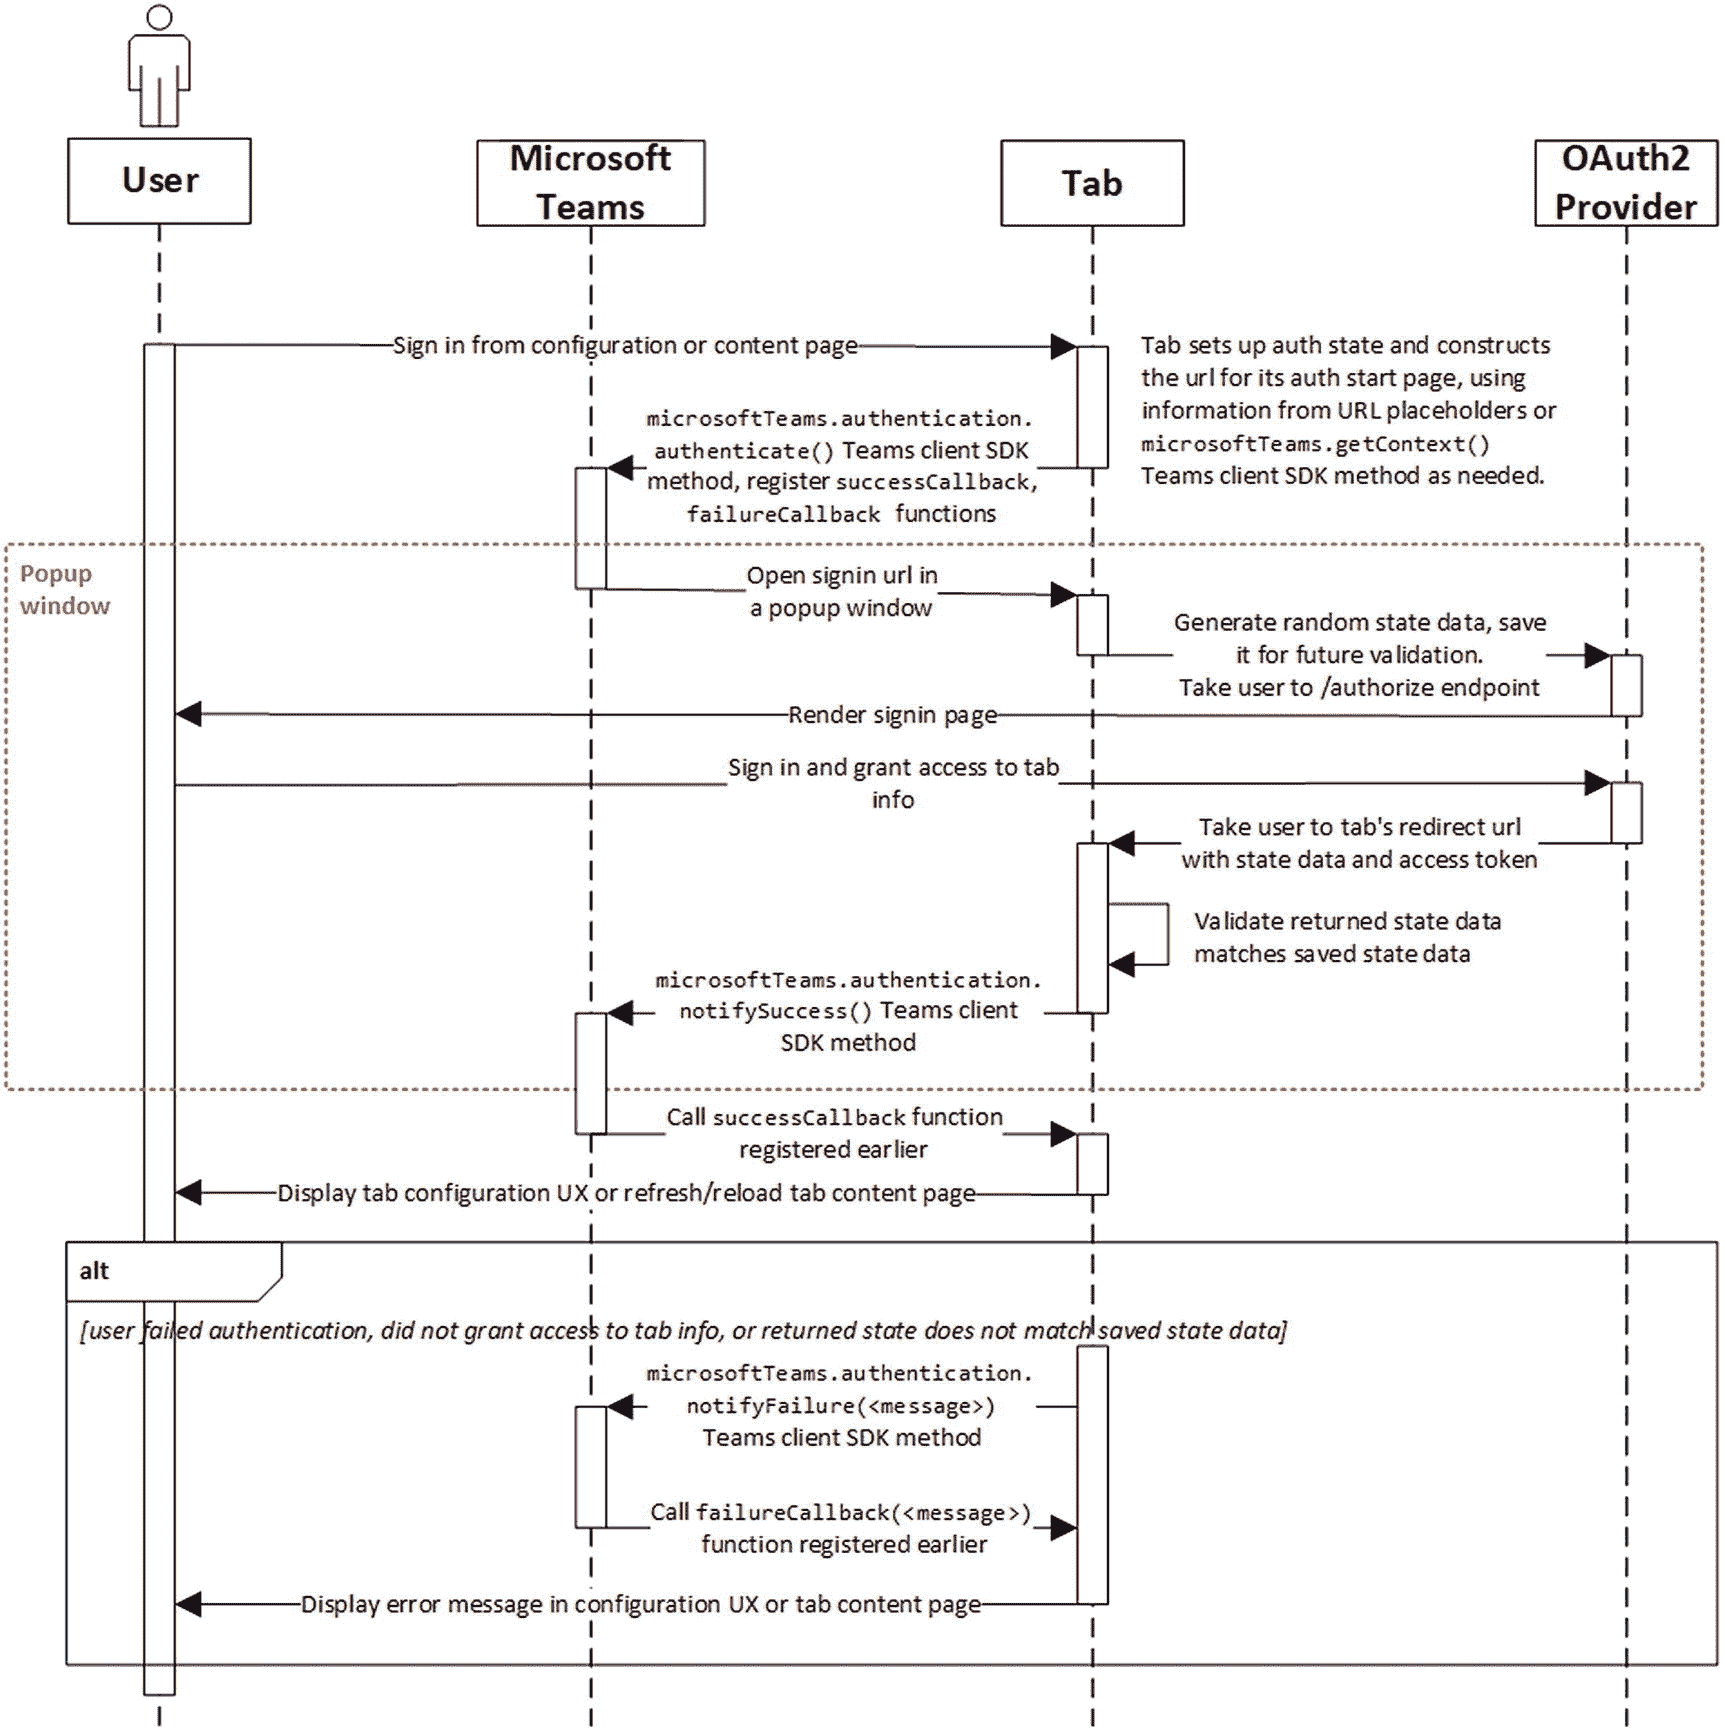 User
Microsoft
Teams
Tab
OAuth2
Provider
Sign in from configuration or content page
Tab sets up auth state and constructs
the url for its auth start page, using
information from URL placeholders or
microsoftTeams.getContext()
Teams client SDK method as needed.
microsoftTeams.authentication.
authenticate() Teams client SDK
method, register successCallback,
failureCallback functions
Popup
window
Open signin url in
a popup window
Generate random state data, save
it for future validation.
Take user to /authorize endpoint
Render signin page
Sign in and grant access to tab
info
Take user to tab's redirect url
with state data and access token
Validate returned state data
matches saved state data
microsoftTeams.authentication.
notifySuccess() Teams client
SDK method
Call successCallback function
registered earlier
Display tab configuration UX or refresh/reload tab content page
alt
[user failed authentication, did not grant access to tab info, or returned state does not match saved state data]
microsoftTeams.authentication.
notifyFailure(<message>)
Teams client SDK method
Call failureCallback(<message>)
function registered earlier
Display error message in configuration UX or tab content page